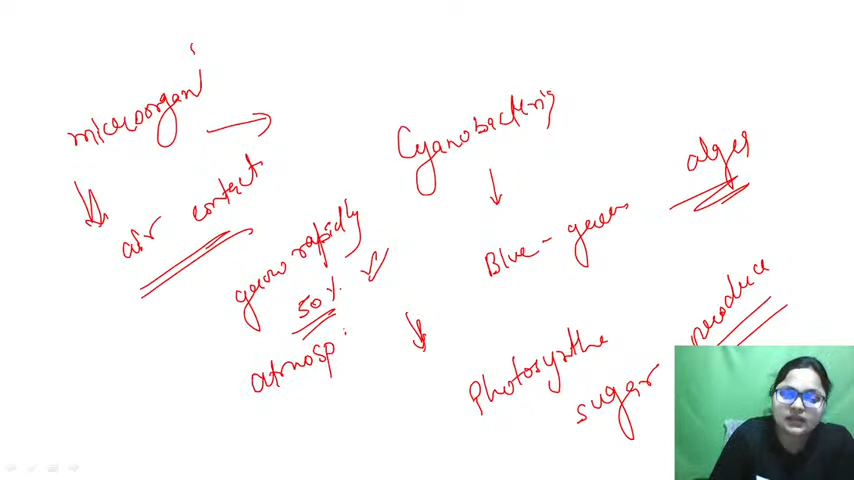 microorgani
air contact
grow rapidly
50%
atmosp.
Cyanobacteria
Blue-green
algae
Photosynthe
sugar
produce